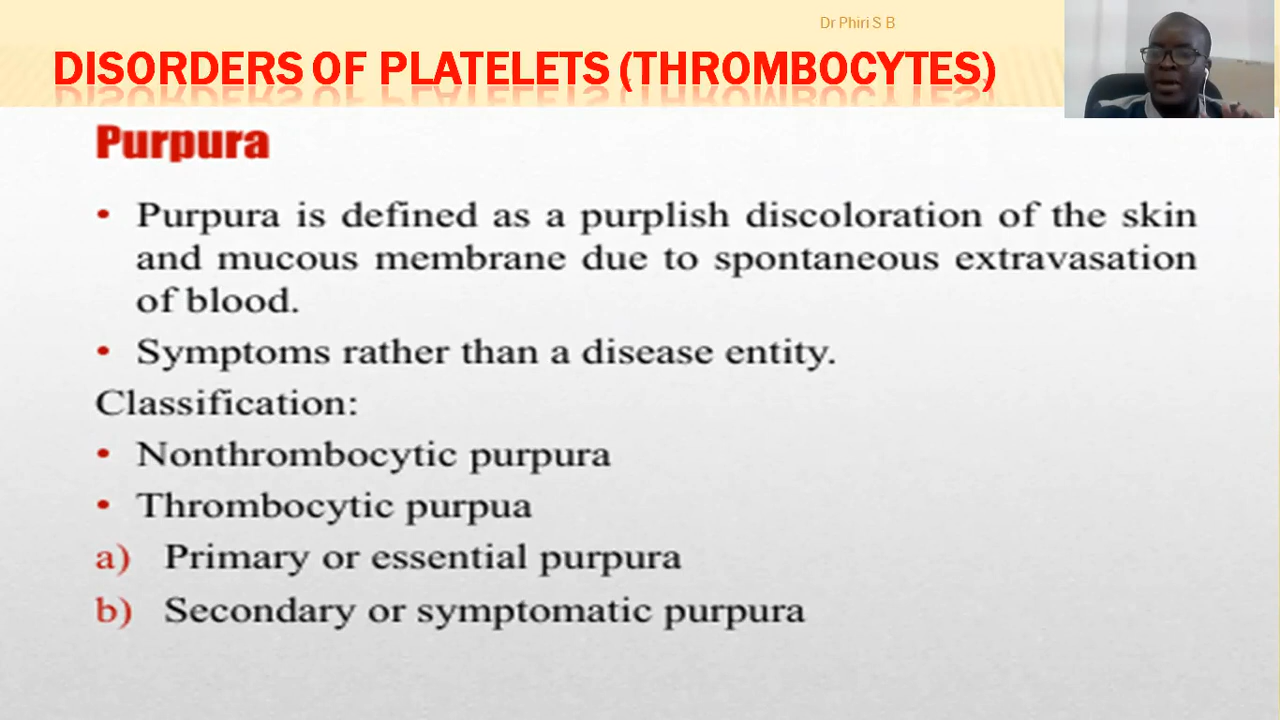 Dr Phiri S B
DISORDERS OF PLATELETS (THROMBOCYTES)
Purpura
• Purpura is defined as a purplish discoloration of the skin
and mucous membrane due to spontaneous extravasation
of blood.
• Symptoms rather than a disease entity.
Classification:
• Nonthrombocytic purpura
• Thrombocytic purpua
a) Primary or essential purpura
b) Secondary or symptomatic purpura